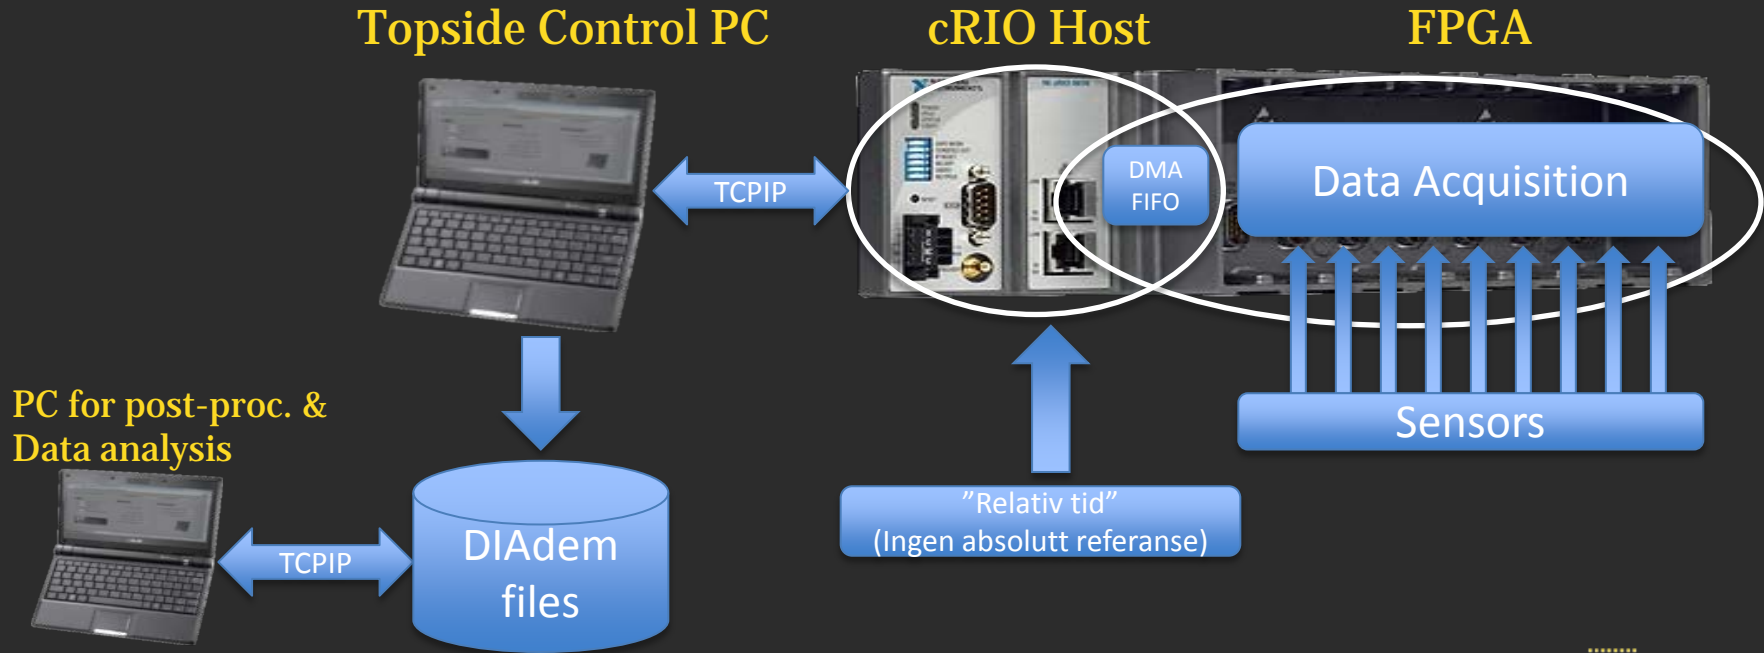 Topside Control PC
cRIO Host
FPGA
TCPIP
DMA
FIFO
Data Acquisition
Sensors
PC for post-proc. &
Data analysis
TCPIP
DIAdem
files
”Relativ tid”
(Ingen absolutt referanse)